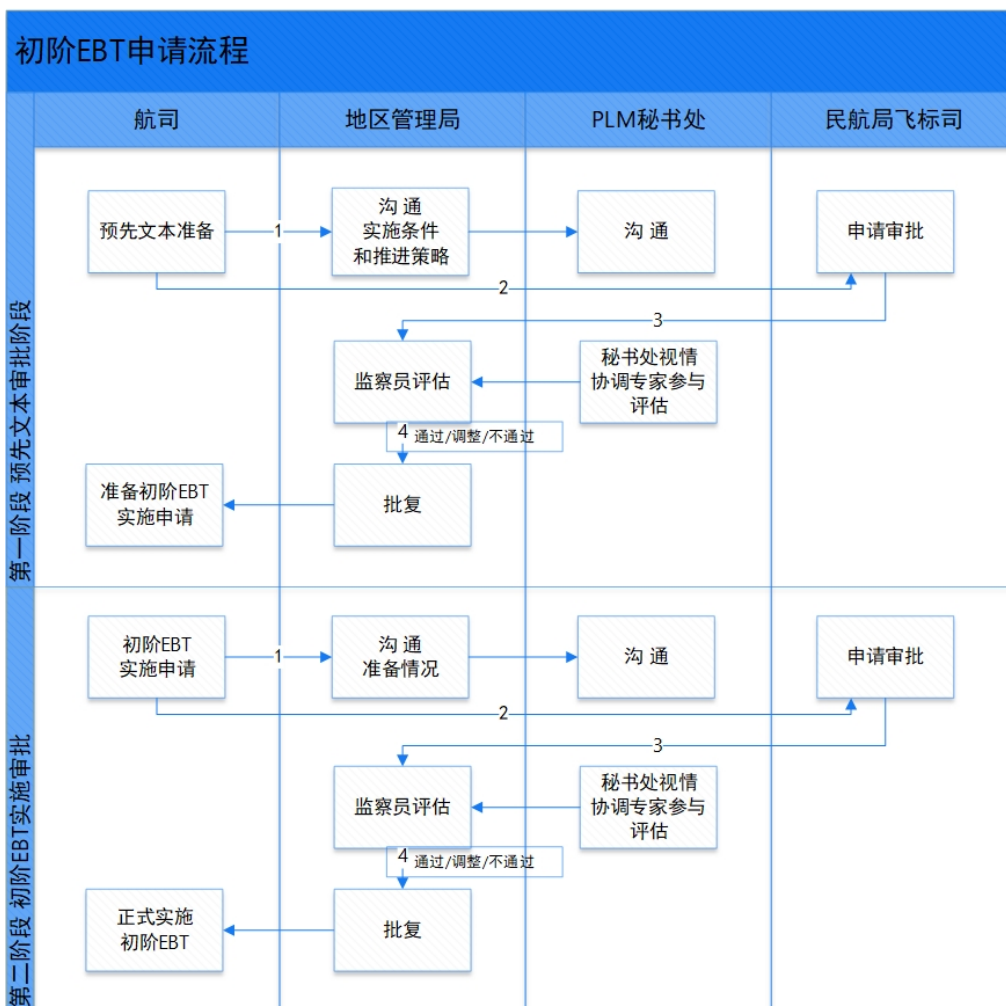 初阶EBT申请流程
航司
地区管理局
PLM秘书处
民航局飞标司
第一阶段 预先文本审批阶段
预先文本准备
1
沟 通
实施条件
和推进策略
沟 通
申请审批
2
3
监察员评估
秘书处视情
协调专家参与
评估
4 通过/调整/不通过
准备初阶EBT
实施申请
批复
第二阶段 初阶EBT实施审批
初阶EBT
实施申请
1
沟 通
准备情况
沟 通
申请审批
2
3
监察员评估
秘书处视情
协调专家参与
评估
4 通过/调整/不通过
正式实施
初阶EBT
批复